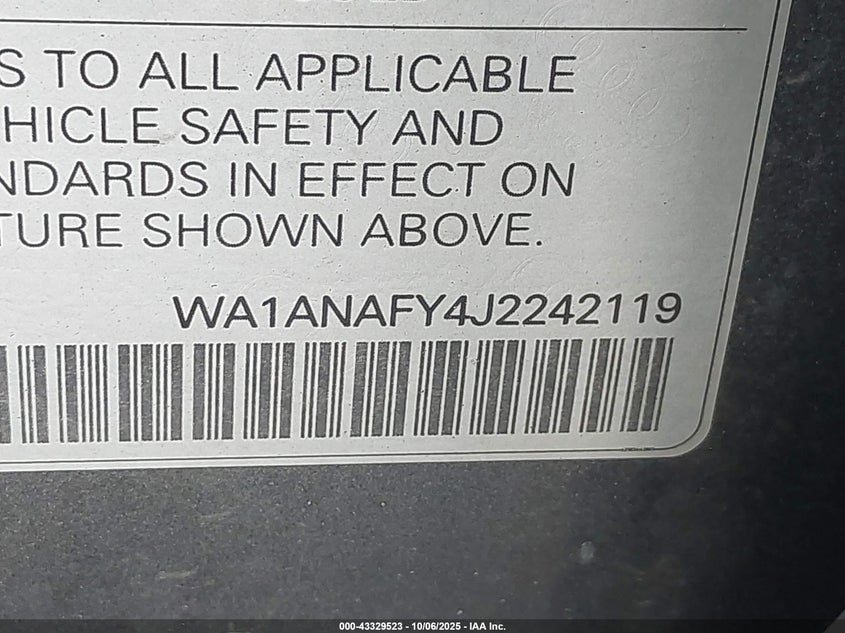 S TO ALL APPLICABLE
HICLE SAFETY AND
NDARDS IN EFFECT ON
TURE SHOWN ABOVE.
WA1ANAFY4J2242119
000-43329523 - 10/06/2025 - IAA Inc.